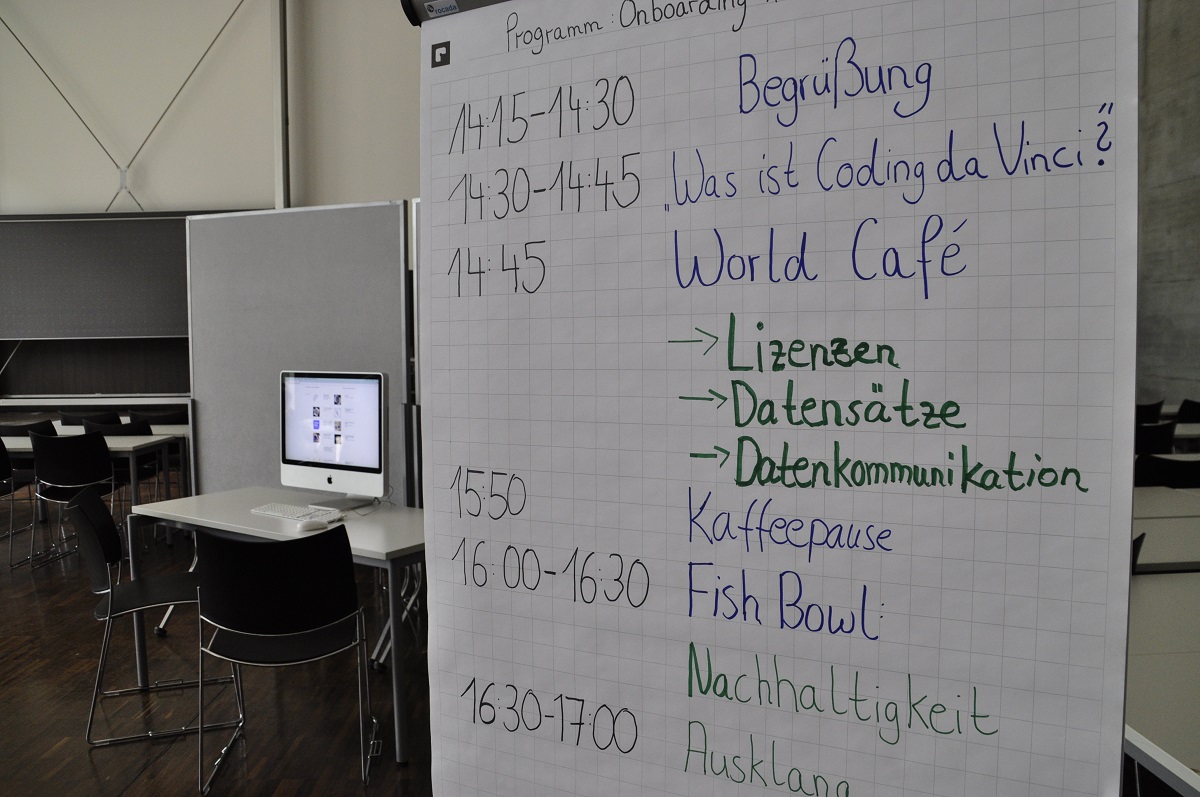 rocada
Programm: Onboarding
14:15-14:30 Begrüßung
14:30-14:45 „Was ist Coding da Vinci?“
14:45 World Café
→ Lizenzen
→ Datensätze
→ Datenkommunikation
15:50 Kaffeepause
16:00-16:30 Fish Bowl:
Nachhaltigkeit
16:30-17:00 Ausklang